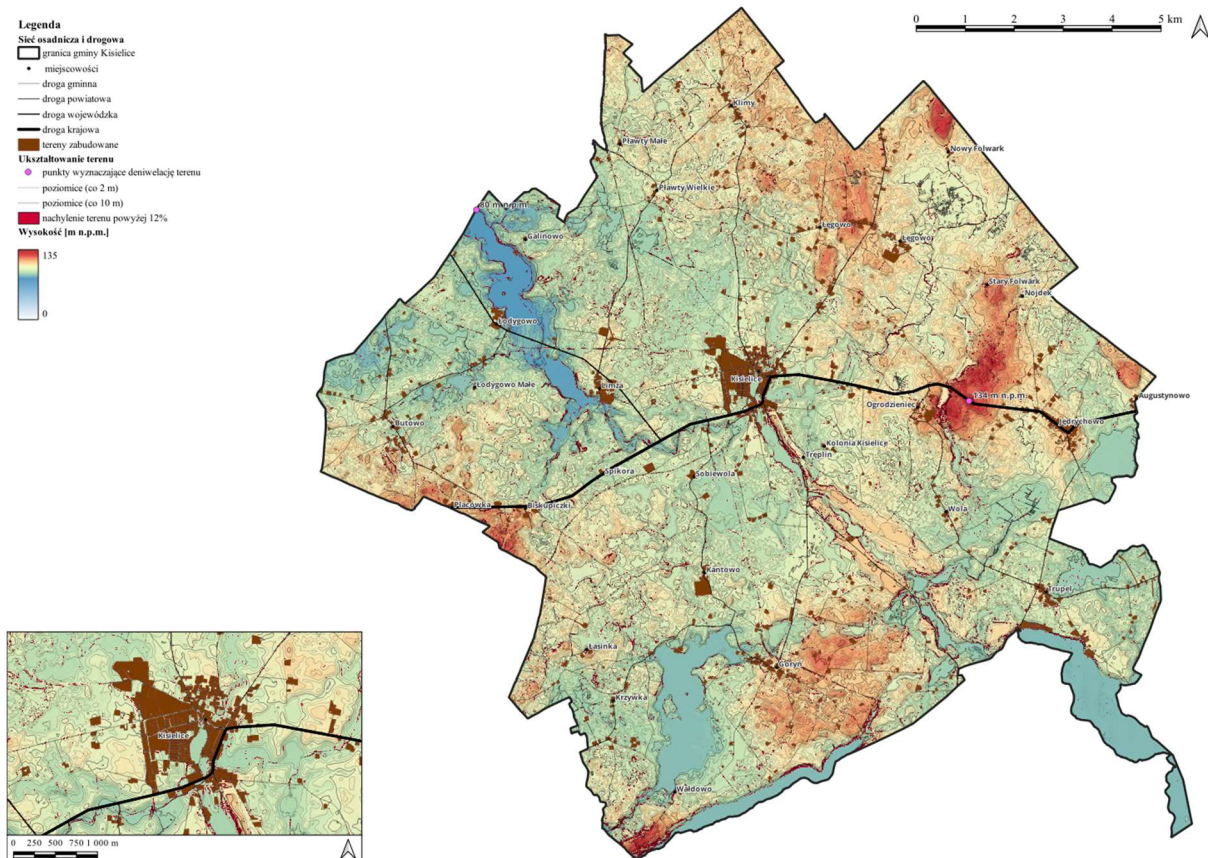 Legenda
Sieć osadnicza i drogowa
granica gminy Kisielice
miejscowości
droga gminna
droga powiatowa
droga wojewódzka
droga krajowa
tereny zabudowane
Ukształtowanie terenu
punkty wyznaczające deniwelację terenu
poziomice (co 2 m)
poziomice (co 10 m)
nachylenie terenu powyżej 12%
Wysokość [m n.p.m.]
135
0
0 1 2 3 4 5 km
Klimy
Pławty Małe
Nowy Folwark
Pławty Wielkie
80 m n.p.m.
Galinowo
Łęgowo
Łęgowo
Stary Folwark
Nojdek
Łodygowo
Kisielice
Łodygowo Małe
Limża
134 m n.p.m.
Augustynowo
Ogrodzieniec
Butowo
Jędrychowo
Kolonia Kisielice
Tręplin
Spikora
Sobiewola
Placówka
Biskupiczki
Wola
Kantowo
Trupel
Łasinka
Goryń
Krzywka
Wałdowo
Kisielice
0 250 500 750 1 000 m